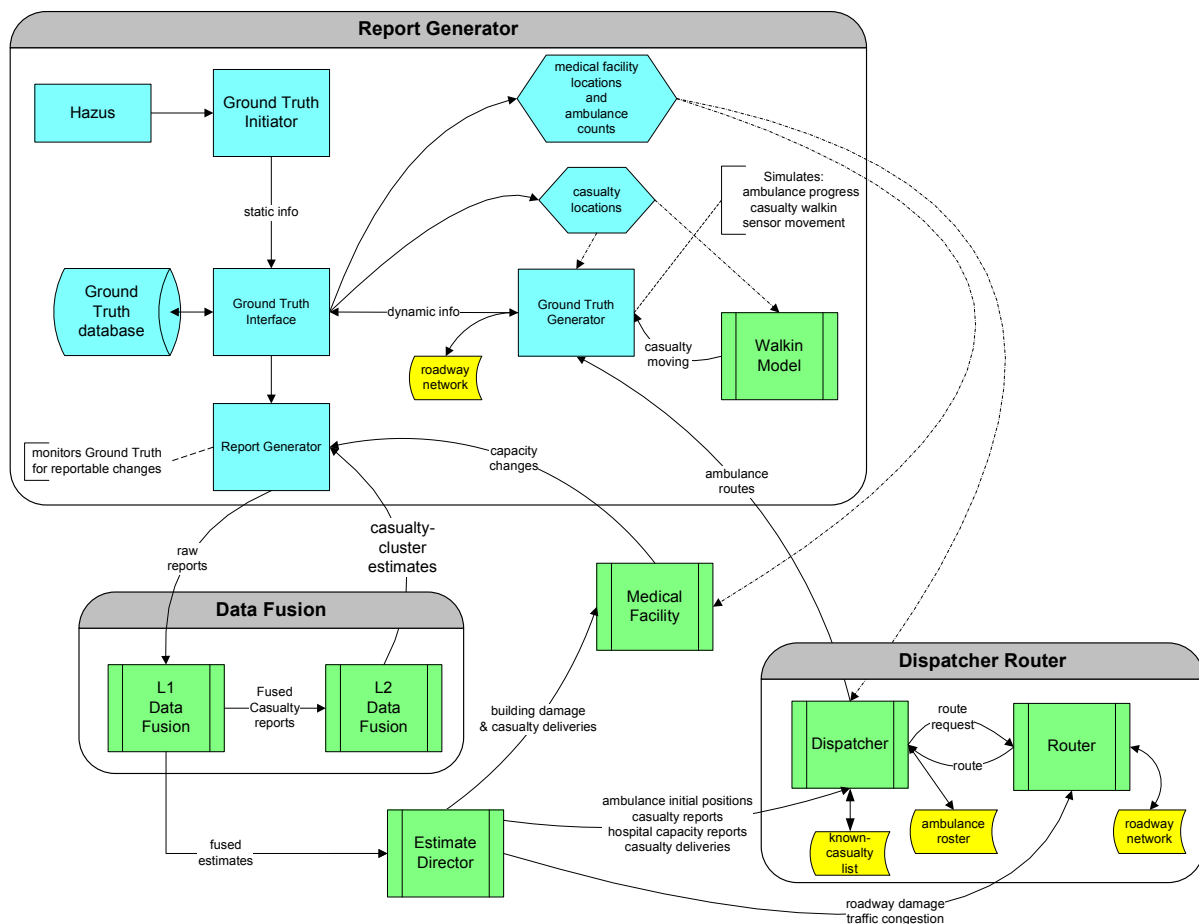 Report Generator
Hazus
Ground Truth
Initiator
medical facility
locations
and
ambulance
counts
static info
casualty
locations
Simulates:
ambulance progress
casualty walkin
sensor movement
Ground
Truth
database
Ground Truth
Interface
dynamic info
Ground Truth
Generator
roadway
network
casualty
moving
Walkin
Model
Report Generator
monitors Ground Truth
for reportable changes
capacity
changes
ambulance
routes
raw
reports
casualty-
cluster
estimates
Medical
Facility
Data Fusion
L1
Data
Fusion
Fused
Casualty
reports
L2
Data
Fusion
building damage
& casualty deliveries
Dispatcher Router
Dispatcher
route
request
route
Router
known-
casualty
list
ambulance
roster
roadway
network
fused
estimates
Estimate
Director
ambulance initial positions
casualty reports
hospital capacity reports
casualty deliveries
roadway damage
traffic congestion